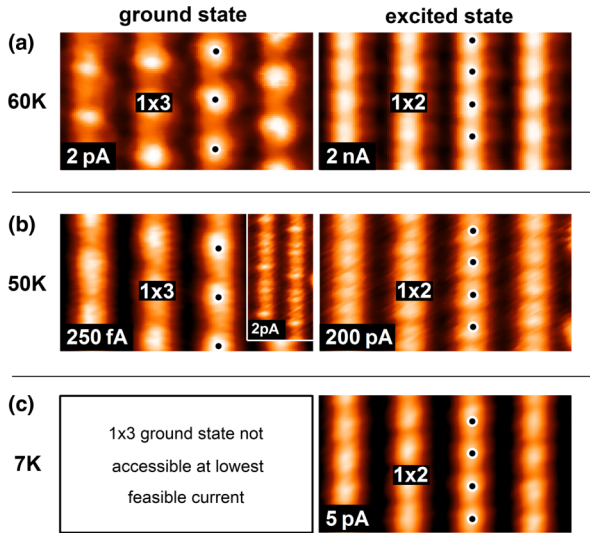 ground state
excited state
(a)
60K
1x3
2 pA
1x2
2 nA
(b)
50K
1x3
250 fA
2pA
1x2
200 pA
(c)
7K
1x3 ground state not
accessible at lowest
feasible current
1x2
5 pA